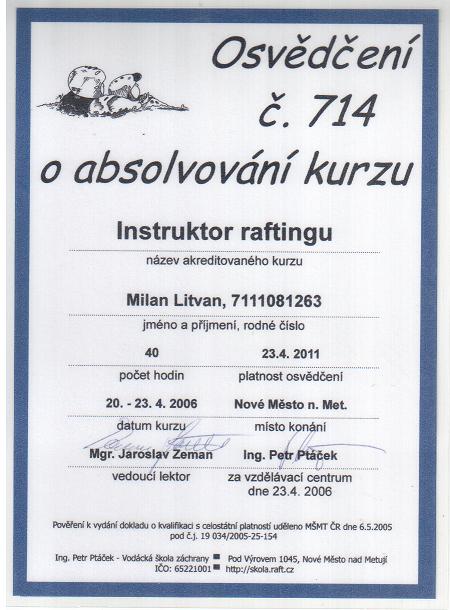 Osvědčení
č. 714
o absolvování kurzu
Instruktor raftingu
název akreditovaného kurzu
Milan Litvan, 7111081263
jméno a příjmení, rodné číslo
40 23.4. 2011
počet hodin platnost osvědčení
20. - 23. 4. 2006 Nové Město n. Met.
datum kurzu místo konání
Mgr. Jaroslav Zeman Ing. Petr Ptáček
vedoucí lektor za vzdělávací centrum
dne 23.4. 2006
Pověření k vydání dokladu o kvalifikaci s celostátní platností uděleno MŠMT ČR dne 6.5.2005
pod č.j. 19 034/2005-25-154
Ing. Petr Ptáček - Vodácká škola záchrany Pod Výrovem 1045, Nové Město nad Metují
IČO: 65221001 http://skola.raft.cz